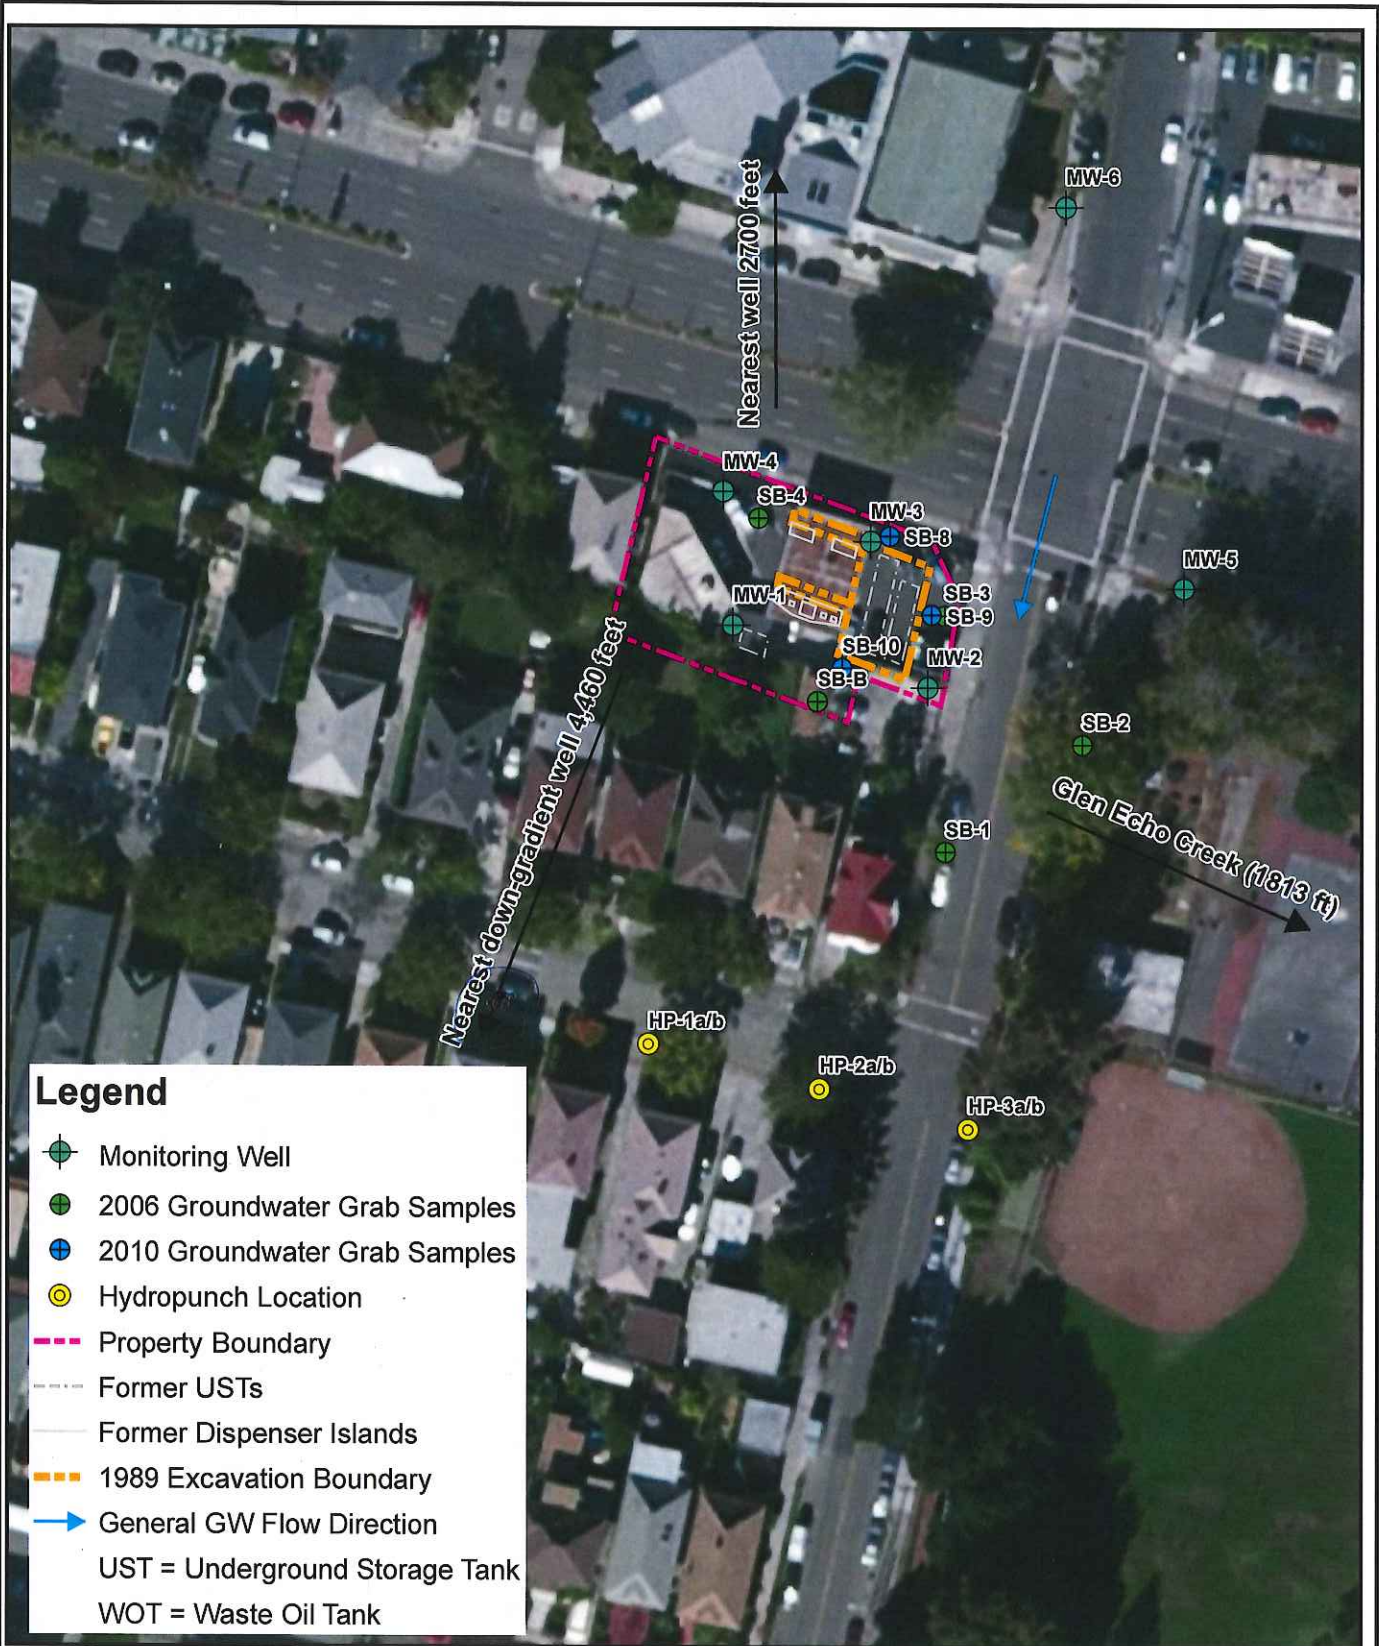 MW-6
Nearest well 2700 feet
MW-4
SB-4
MW-3
SB-8
MW-5
MW-1
SB-3
SB-9
SB-10
MW-2
SB-B
SB-2
Nearest down-gradient well 4,460 feet
Glen Echo Creek (1813 ft)
SB-1
HP-1a/b
HP-2a/b
HP-3a/b
Legend
Monitoring Well
2006 Groundwater Grab Samples
2010 Groundwater Grab Samples
Hydropunch Location
Property Boundary
Former USTs
Former Dispenser Islands
1989 Excavation Boundary
General GW Flow Direction
UST = Underground Storage Tank
WOT = Waste Oil Tank